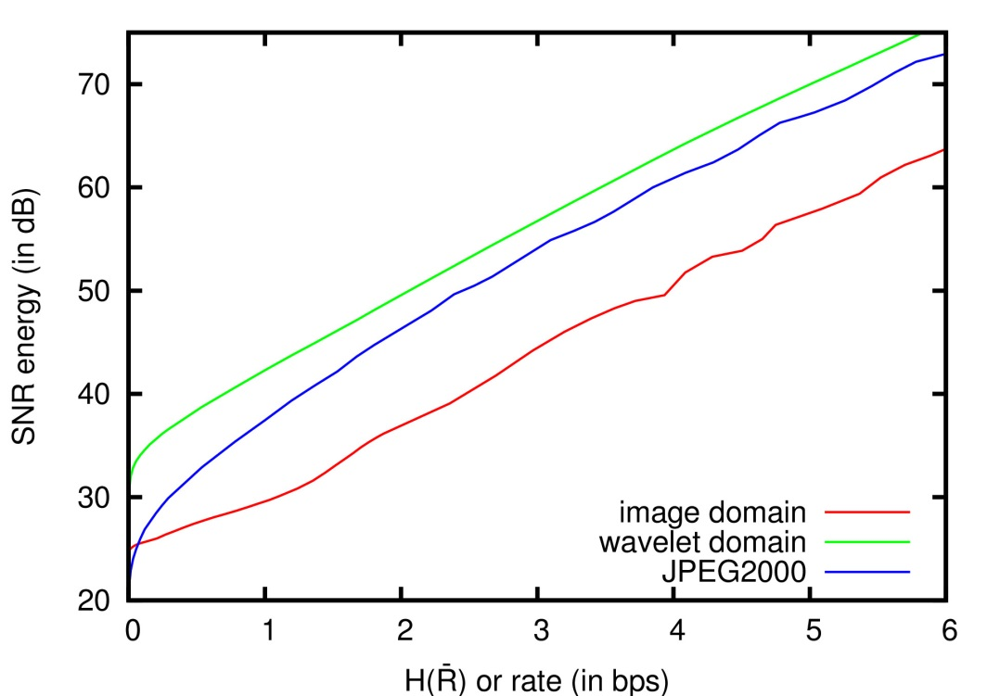 70
60
50
40
30
20
SNR energy (in dB)
image domain
wavelet domain
JPEG2000
0 1 2 3 4 5 6
H(R̄) or rate (in bps)